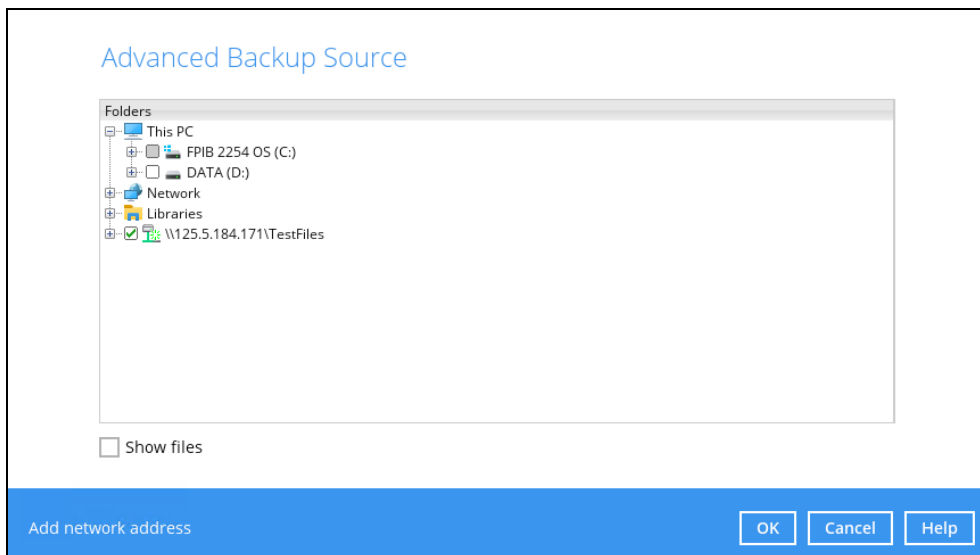 Advanced Backup Source
Folders
This PC
FPIB 2254 OS (C:)
DATA (D:)
Network
Libraries
\\125.5.184.171\TestFiles
Show files
Add network address
OK
Cancel
Help